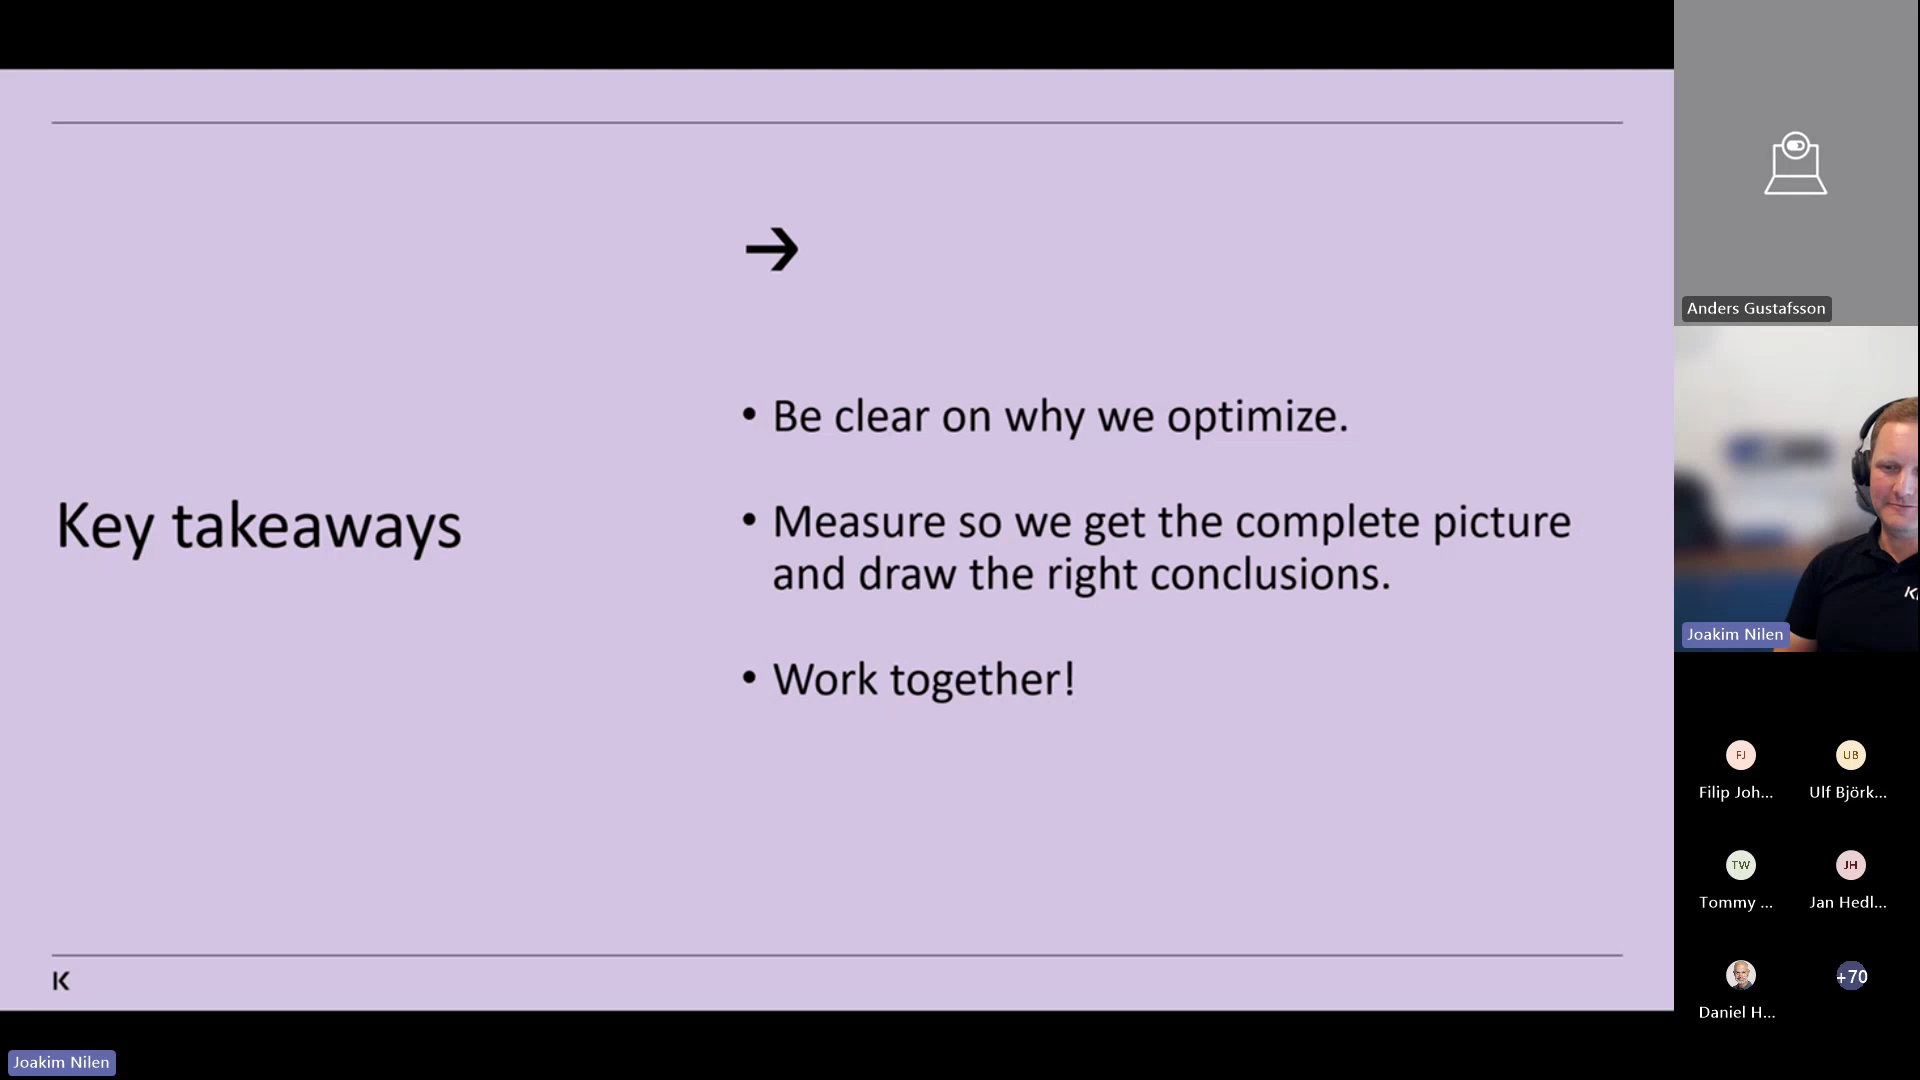 Key takeaways
• Be clear on why we optimize.
• Measure so we get the complete picture
and draw the right conclusions.
• Work together!
K
Joakim Nilen
Anders Gustafsson
Joakim Nilen
FJ
Filip Joh...
UB
Ulf Björk...
TW
Tommy ...
JH
Jan Hedl...
Daniel H...
+70